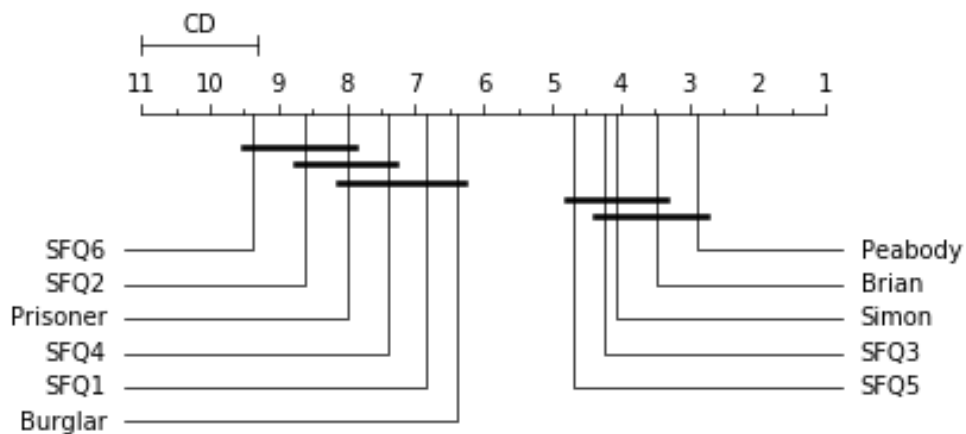 CD
11 10 9 8 7 6 5 4 3 2 1
SFQ6 Peabody
SFQ2 Brian
Prisoner Simon
SFQ4 SFQ3
SFQ1 SFQ5
Burglar